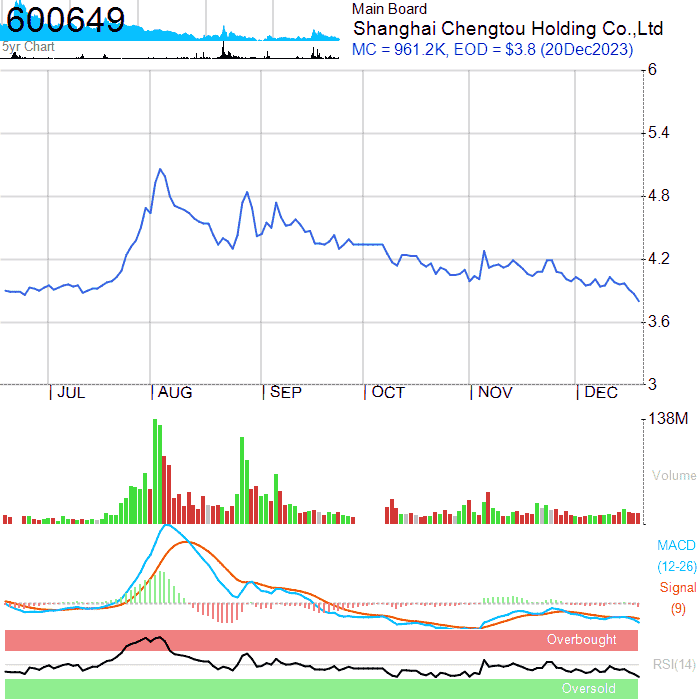 600649
5yr Chart
Main Board
Shanghai Chengtou Holding Co.,Ltd
MC = 961.2K, EOD = $3.8 (20Dec2023)
6
5.4
4.8
4.2
3.6
3
JUL AUG SEP OCT NOV DEC
138M
Volume
MACD
(12-26)
Signal
(9)
Overbought
RSI(14)
Oversold